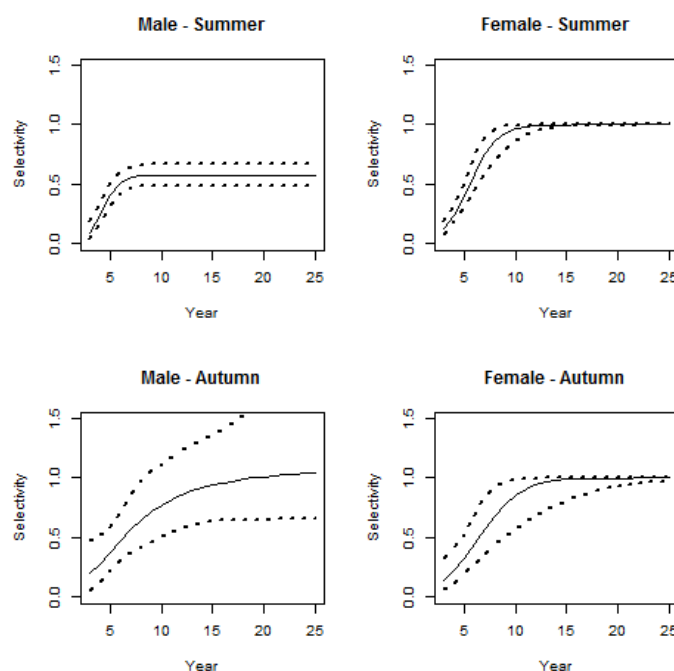 Male - Summer
Selectivity
0.0 0.5 1.0 1.5
5 10 15 20 25
Year
Female - Summer
Selectivity
0.0 0.5 1.0 1.5
5 10 15 20 25
Year
Male - Autumn
Selectivity
0.0 0.5 1.0 1.5
5 10 15 20 25
Year
Female - Autumn
Selectivity
0.0 0.5 1.0 1.5
5 10 15 20 25
Year